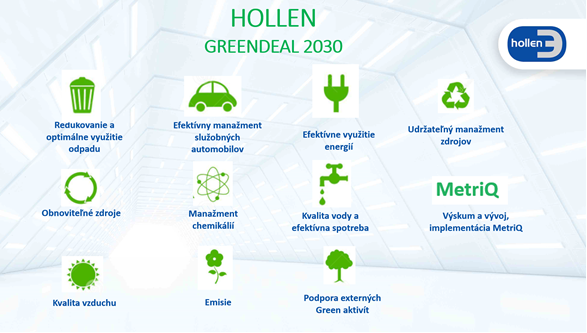 HOLLEN
GREENDEAL 2030
hollen
Redukovanie a
optimálne využitie
odpadu
Efektívny manažment
služobných
automobilov
Efektívne využitie
energií
Udržateľný manažment
zdrojov
Obnoviteľné zdroje
Manažment
chemikálií
Kvalita vody a
efektívna spotreba
MetriQ
Výskum a vývoj,
implementácia MetriQ
Kvalita vzduchu
Emisie
Podpora externých
Green aktivít